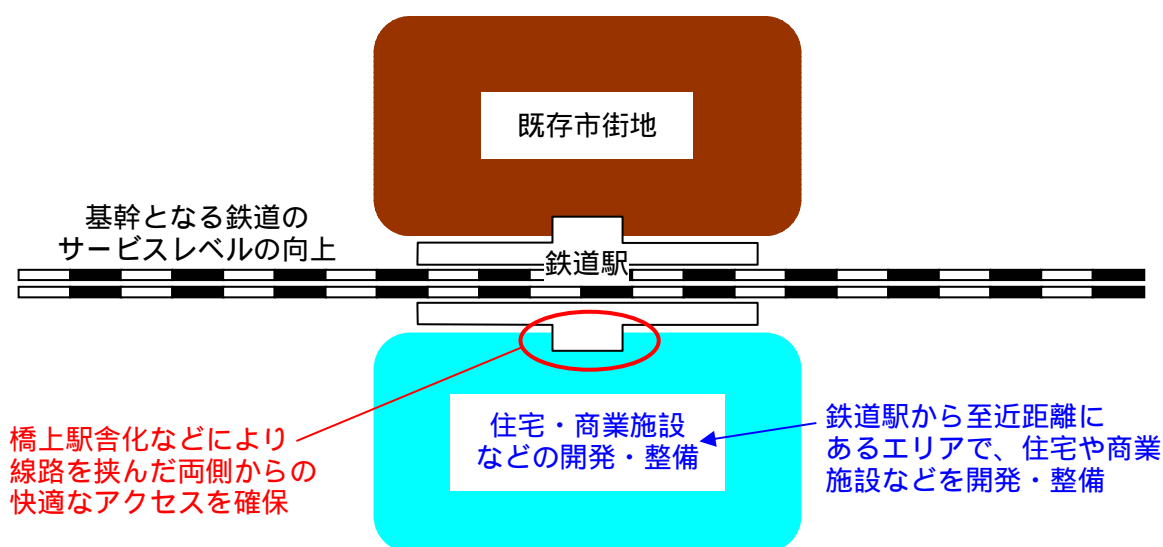 既存市街地
基幹となる鉄道の
サービスレベルの向上
鉄道駅
住宅・商業施設
などの開発・整備
鉄道駅から至近距離に
あるエリアで、住宅や商業
施設などを開発・整備
橋上駅舎化などにより
線路を挟んだ両側からの
快適なアクセスを確保